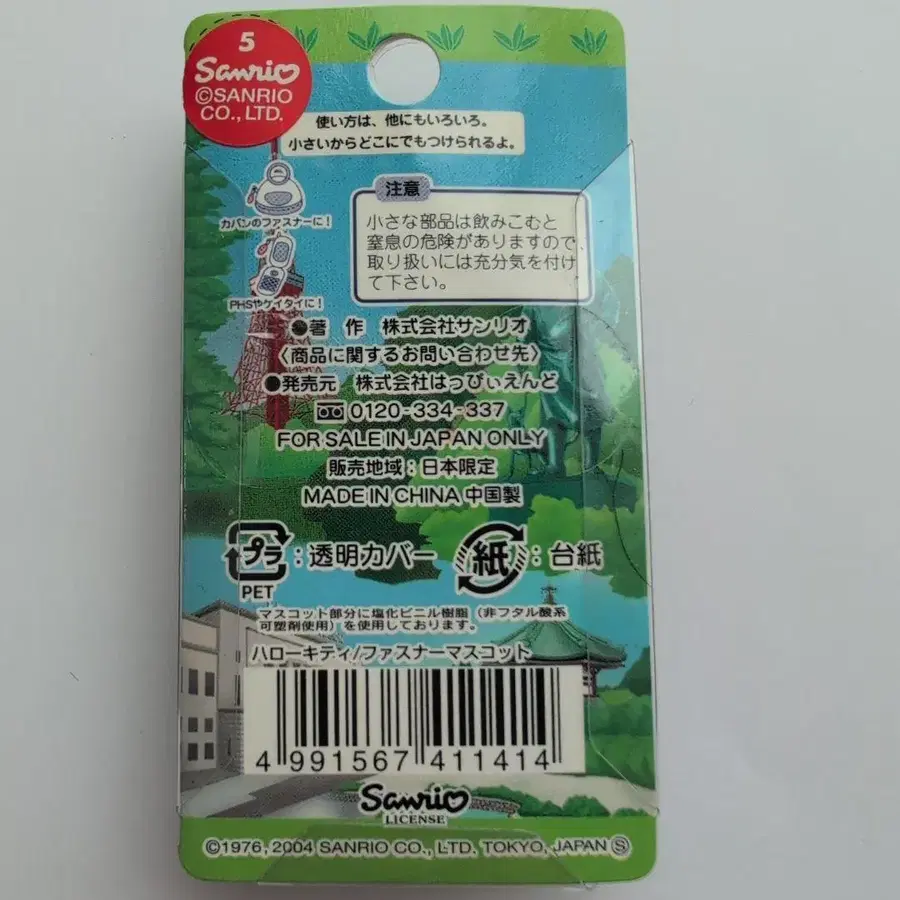 5
Sanrio
©SANRIO
CO., LTD.
使い方は、他にもいろいろ。
小さいからどこにでもつけられるよ。
カバンのファスナーに!
PHSやケイタイに!
注意
小さな部品は飲みこむと
窒息の危険がありますので、
取り扱いには充分気を付け
て下さい。
●著 作 株式会社サンリオ
〈商品に関するお問い合わせ先〉
●発売元 株式会社はっぴぃえんど
0120-334-337
FOR SALE IN JAPAN ONLY
販売地域:日本限定
MADE IN CHINA 中国製
プラ:透明カバー 紙:台紙
PET
マスコット部分に塩化ビニル樹脂(非フタル酸系
可塑剤使用)を使用しております。
ハローキティ/ファスナーマスコット
4 991567 411414
Sanrio
LICENSE
©1976, 2004 SANRIO CO., LTD. TOKYO, JAPAN Ⓢ